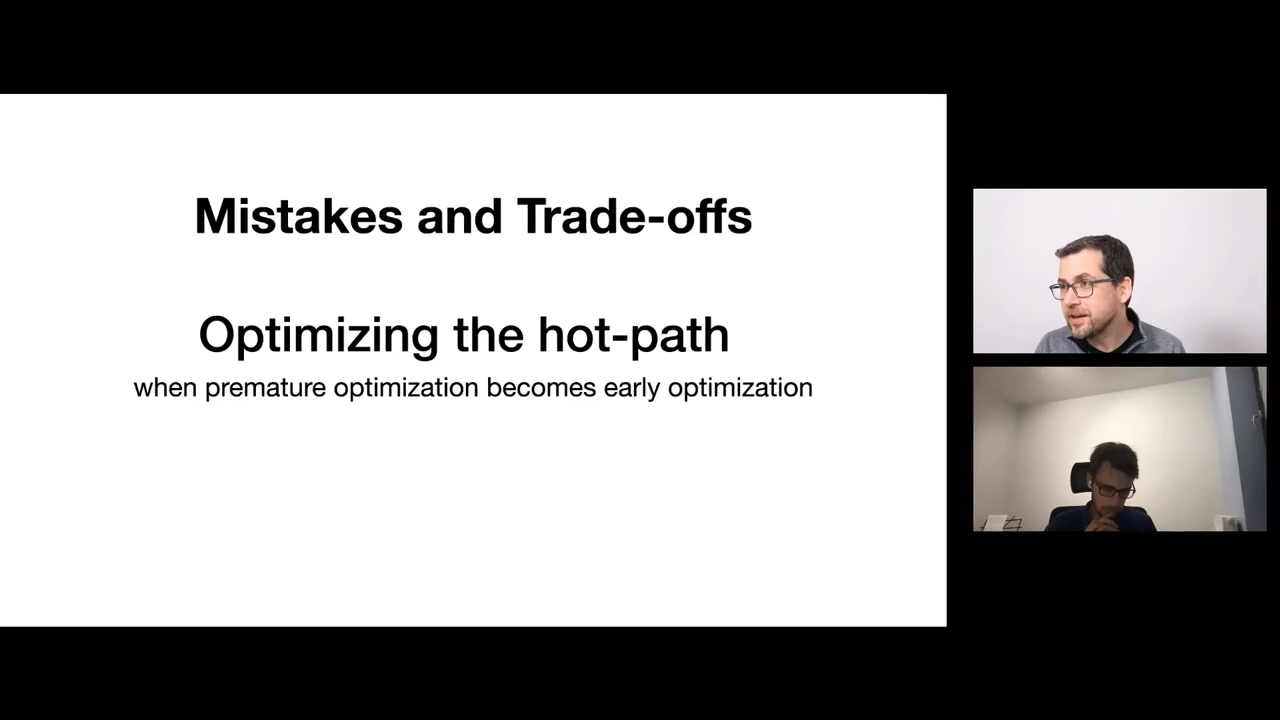 Mistakes and Trade-offs
Optimizing the hot-path
when premature optimization becomes early optimization